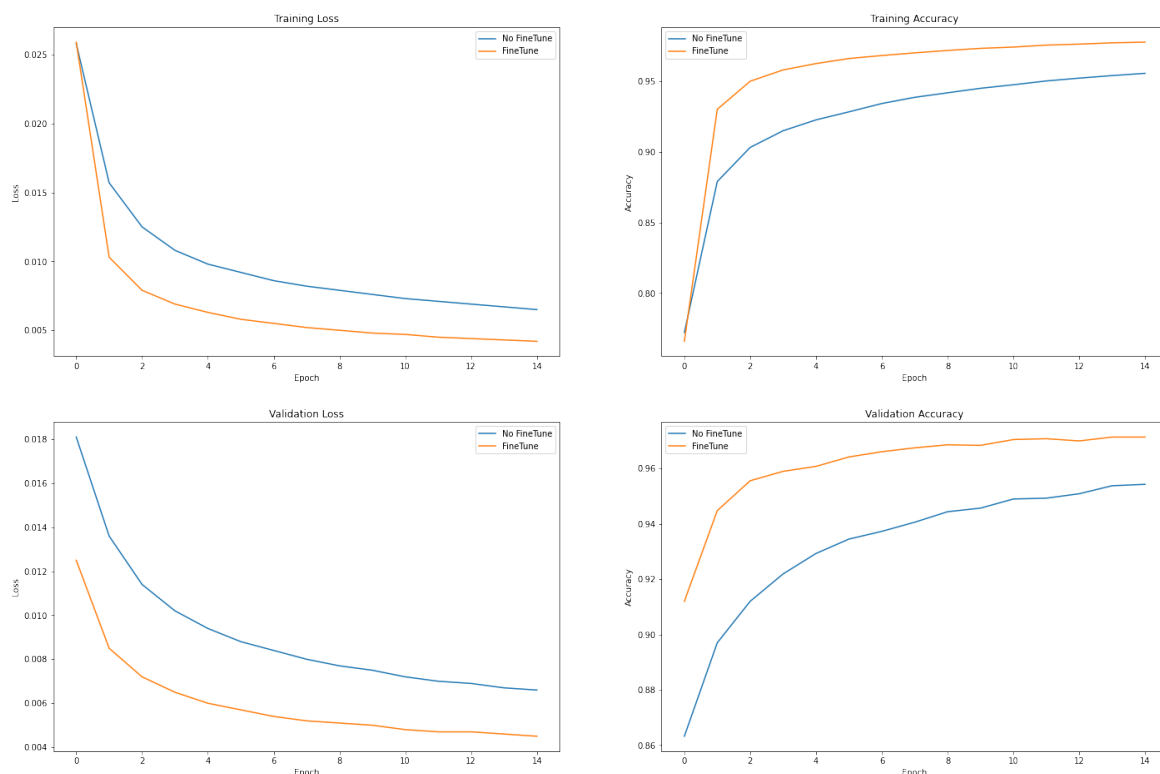 Training Loss
No FineTune
FineTune
0.025
0.020
0.015
0.010
0.005
Loss
0 2 4 6 8 10 12 14
Epoch
Training Accuracy
No FineTune
FineTune
0.95
0.90
0.85
0.80
Accuracy
0 2 4 6 8 10 12 14
Epoch
Validation Loss
No FineTune
FineTune
0.018
0.016
0.014
0.012
0.010
0.008
0.006
0.004
Loss
0 2 4 6 8 10 12 14
Epoch
Validation Accuracy
No FineTune
FineTune
0.96
0.94
0.92
0.90
0.88
0.86
Accuracy
0 2 4 6 8 10 12 14
Epoch